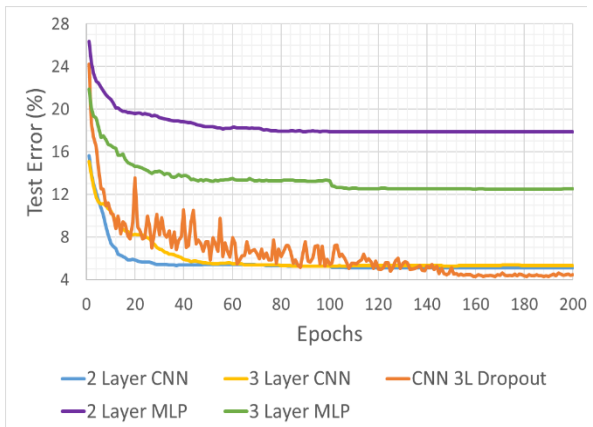 28
24
20
16
12
8
4
Test Error (%)
0 20 40 60 80 100 120 140 160 180 200
Epochs
2 Layer CNN 3 Layer CNN CNN 3L Dropout
2 Layer MLP 3 Layer MLP